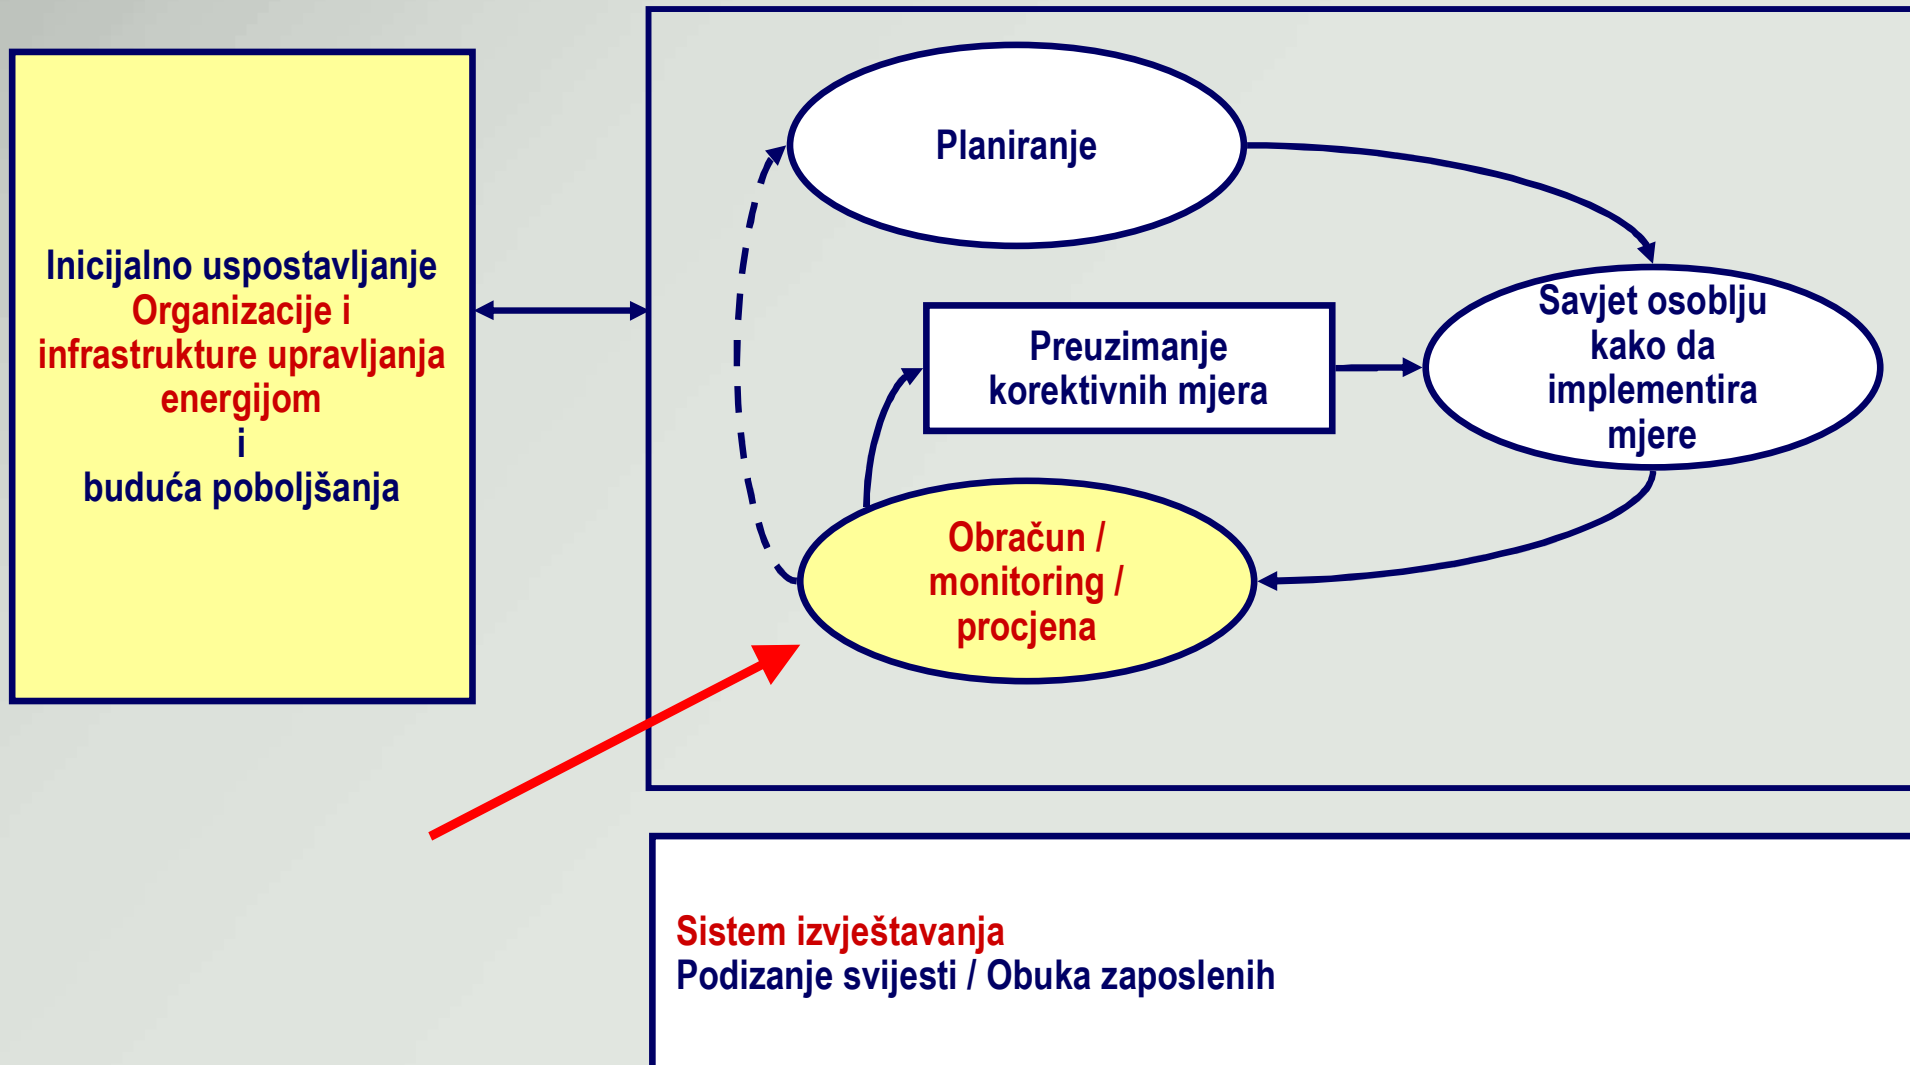 Inicijalno uspostavljanje
Organizacije i
infrastrukture upravljanja
energijom
i
buduća poboljšanja
Planiranje
Preuzimanje
korektivnih mjera
Savjet osoblju
kako da
implementira
mjere
Obračun /
monitoring /
procjena
Sistem izvještavanja
Podizanje svijesti / Obuka zaposlenih